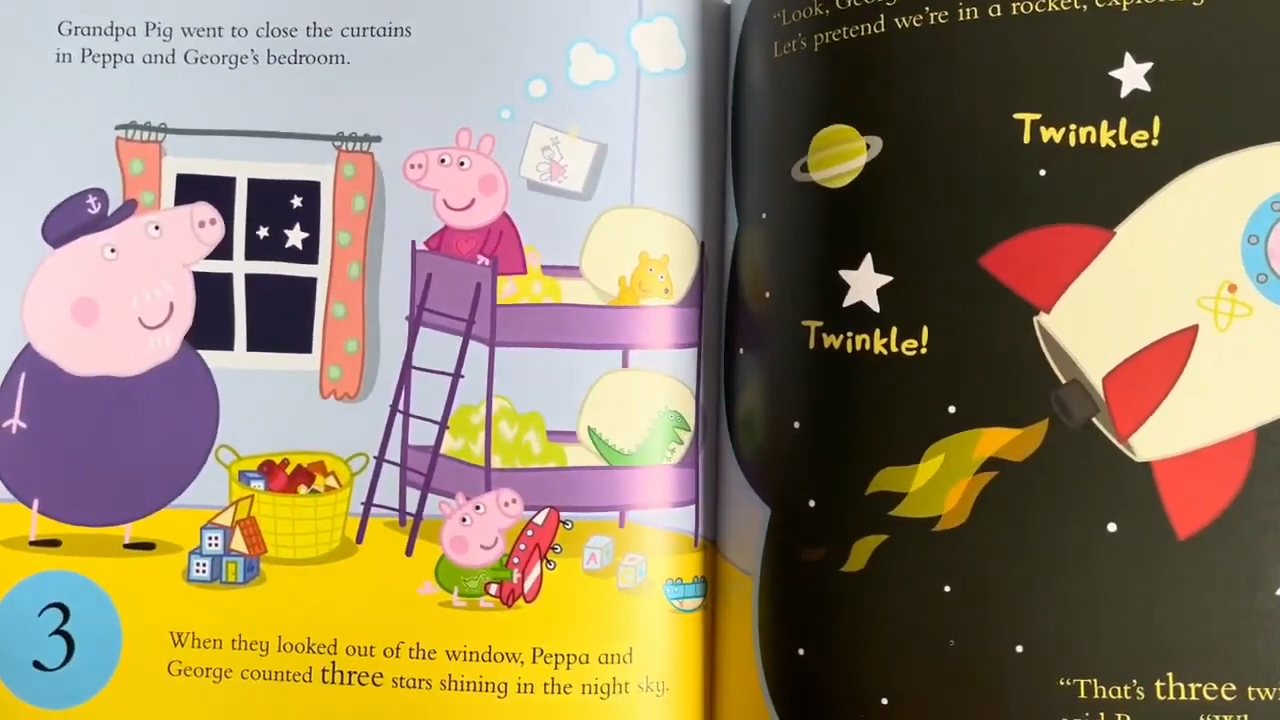 Grandpa Pig went to close the curtains
in Peppa and George's bedroom.
3
When they looked out of the window, Peppa and
George counted three stars shining in the night sky.
"Look,
Let's pretend we're in a rocket,
Twinkle!
Twinkle!
A
"That's three